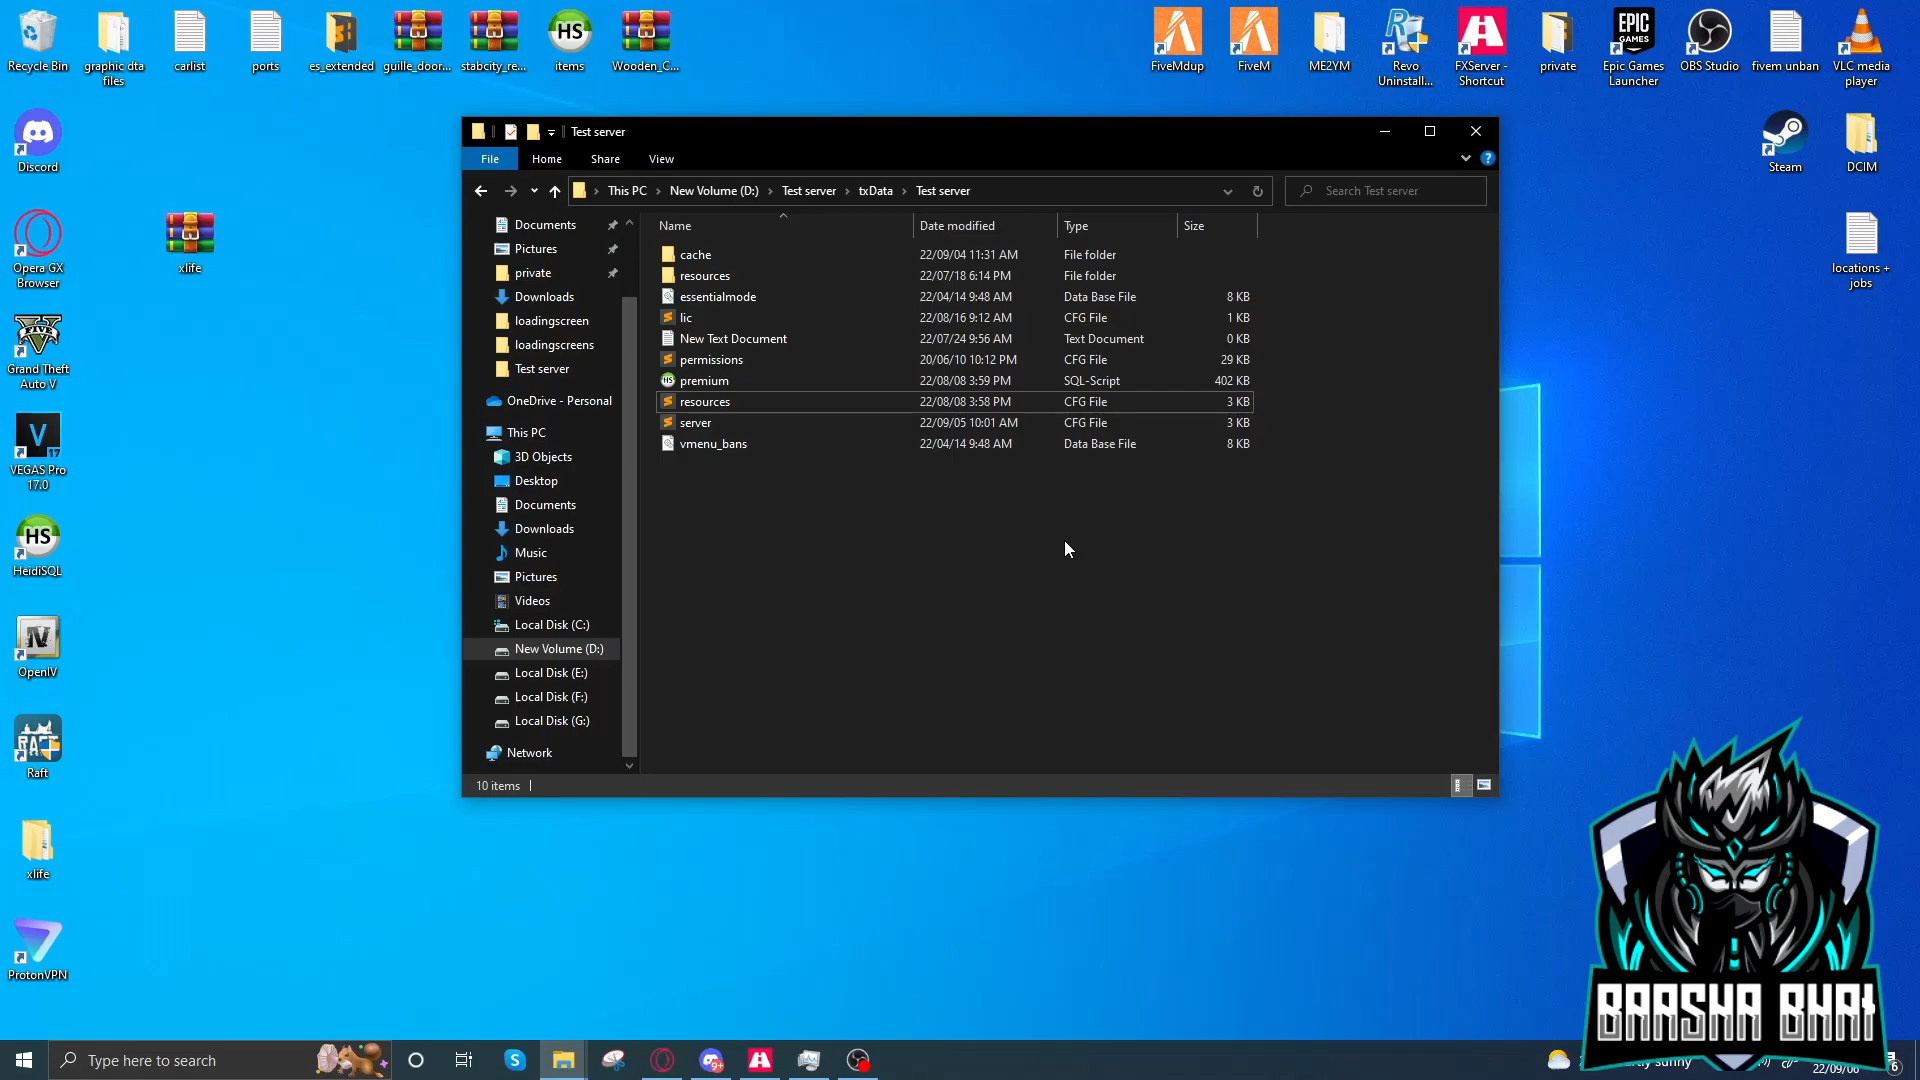 Recycle Bin
graphic dta files
carlist
ports
es_extended
guille_door...
stabcity_re...
items
Wooden_C...
FiveMdup
FiveM
ME2YM
Revo Uninstall...
FXServer - Shortcut
private
Epic Games Launcher
OBS Studio
fivem unban
VLC media player
Discord
xlife
Steam
DCIM
Opera GX Browser
locations + jobs
Grand Theft Auto V
VEGAS Pro 17.0
HeidiSQL
OpenIV
Raft
xlife
ProtonVPN
Test server
File
Home
Share
View
This PC
New Volume (D:)
Test server
txData
Test server
Search Test server
Documents
Pictures
private
Downloads
loadingscreen
loadingscreens
Test server
OneDrive - Personal
This PC
3D Objects
Desktop
Documents
Downloads
Music
Pictures
Videos
Local Disk (C:)
New Volume (D:)
Local Disk (E:)
Local Disk (F:)
Local Disk (G:)
Network
Name Date modified Type Size
cache 22/09/04 11:31 AM File folder
resources 22/07/18 6:14 PM File folder
essentialmode 22/04/14 9:48 AM Data Base File 8 KB
lic 22/08/16 9:12 AM CFG File 1 KB
New Text Document 22/07/24 9:56 AM Text Document 0 KB
permissions 20/06/10 10:12 PM CFG File 29 KB
premium 22/08/08 3:59 PM SQL-Script 402 KB
resources 22/08/08 3:58 PM CFG File 3 KB
server 22/09/05 10:01 AM CFG File 3 KB
vmenu_bans 22/04/14 9:48 AM Data Base File 8 KB
10 items
BAASHA BHAI
Type here to search
sunny
22/09/06
6